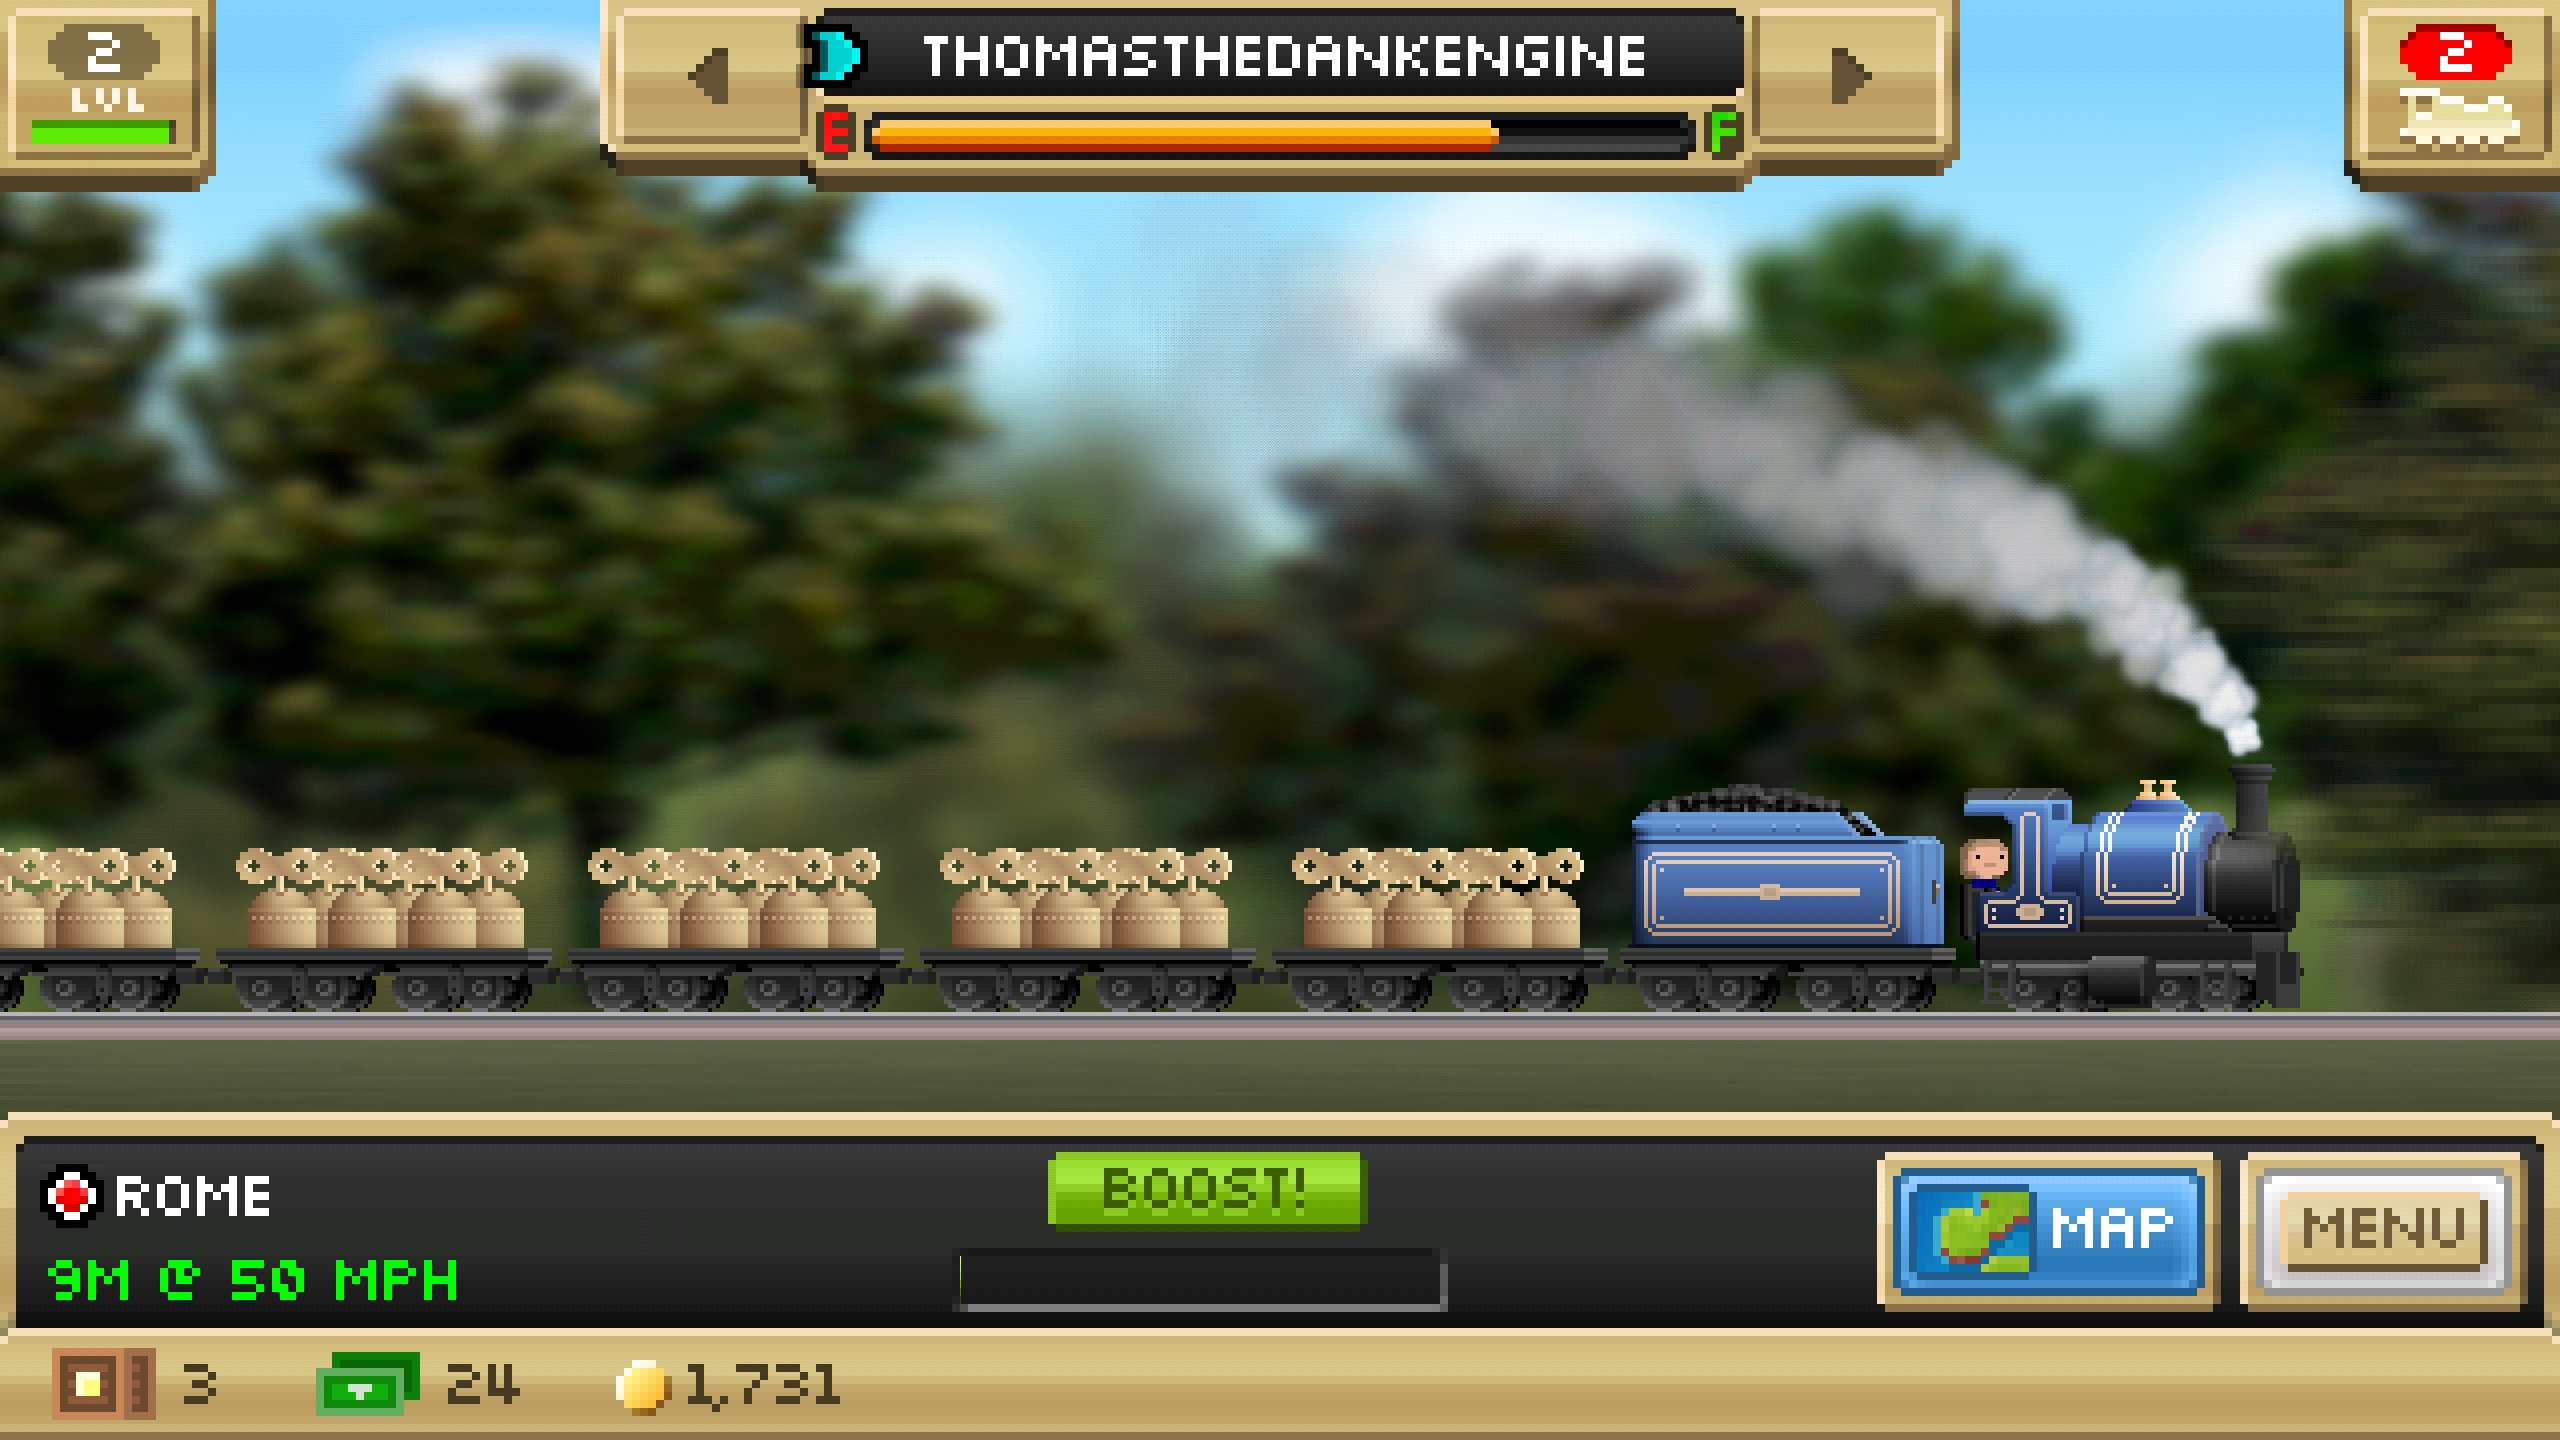 2
LVL
THOMASTHEDANKENGINE
E F
2
ROME
9M @ 50 MPH
BOOST!
MAP
MENU
3 24 1,731